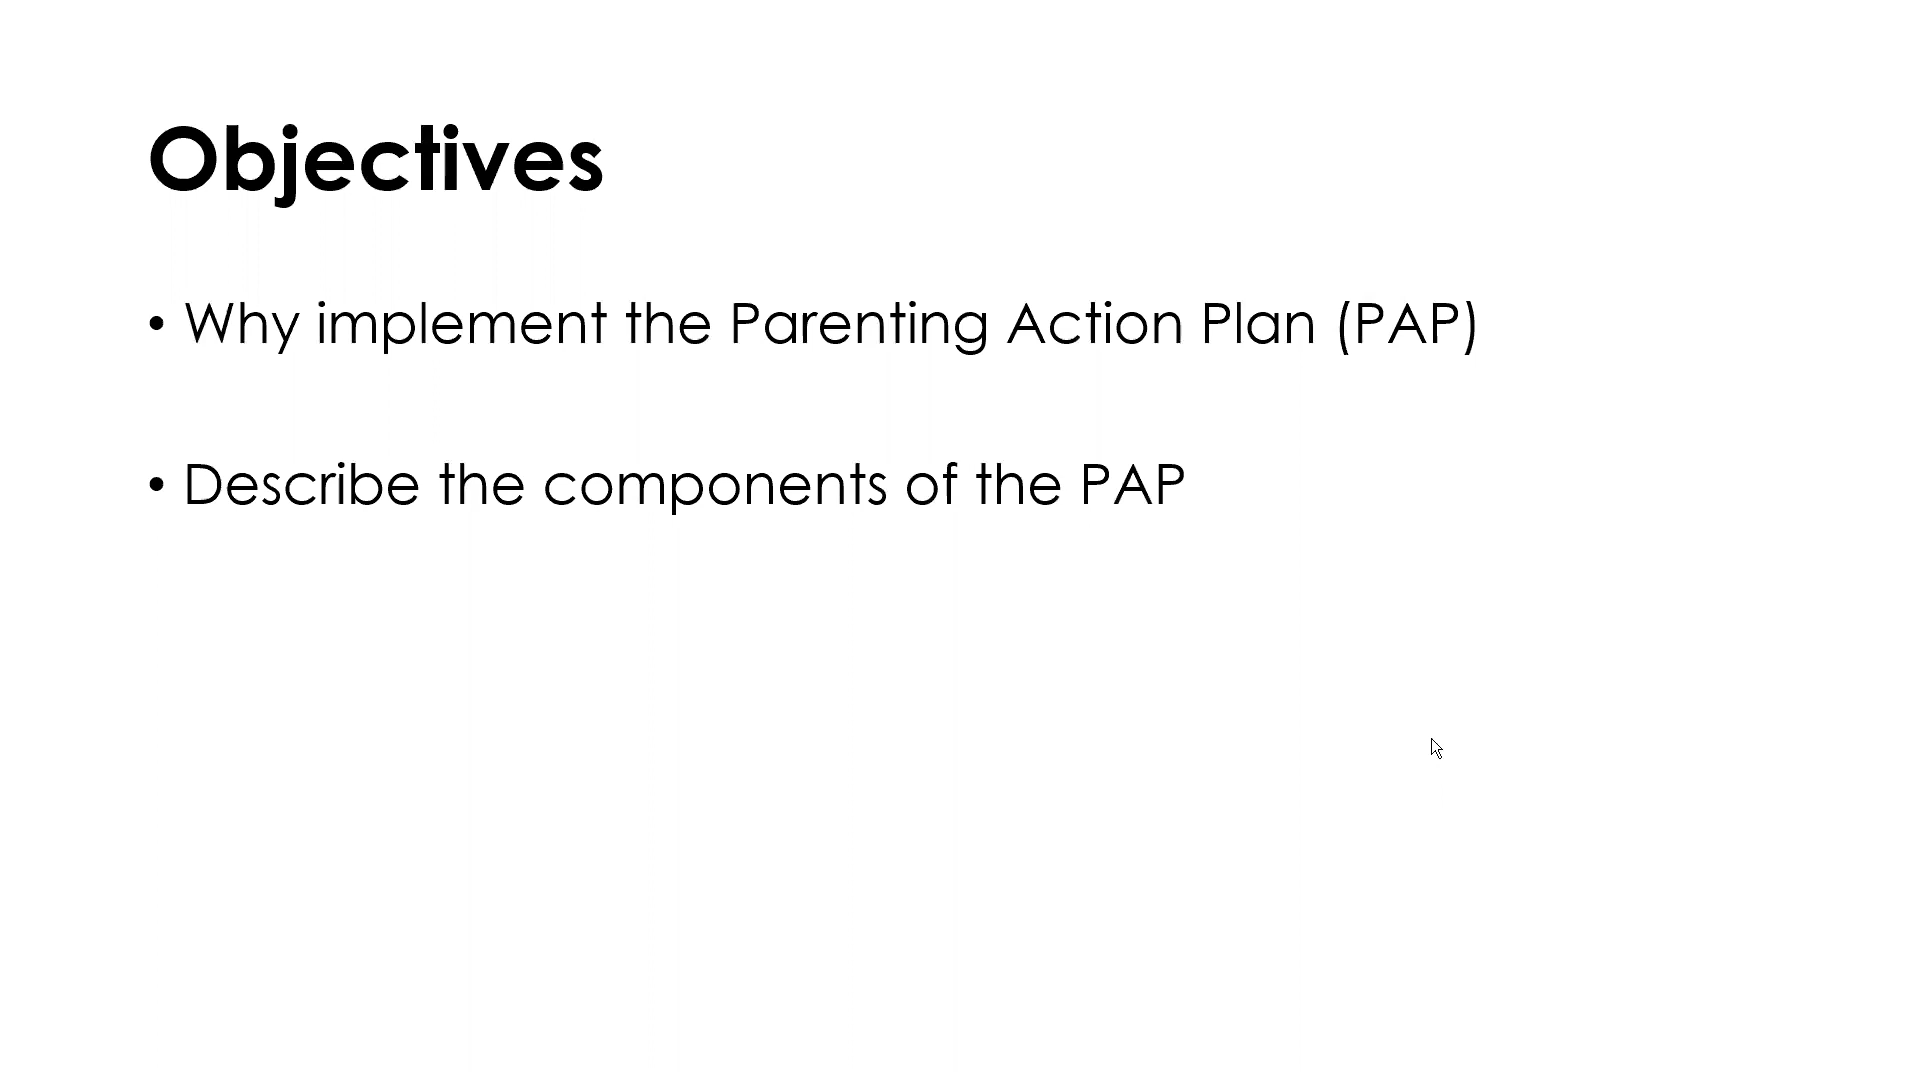 Objectives
• Why implement the Parenting Action Plan (PAP)
• Describe the components of the PAP